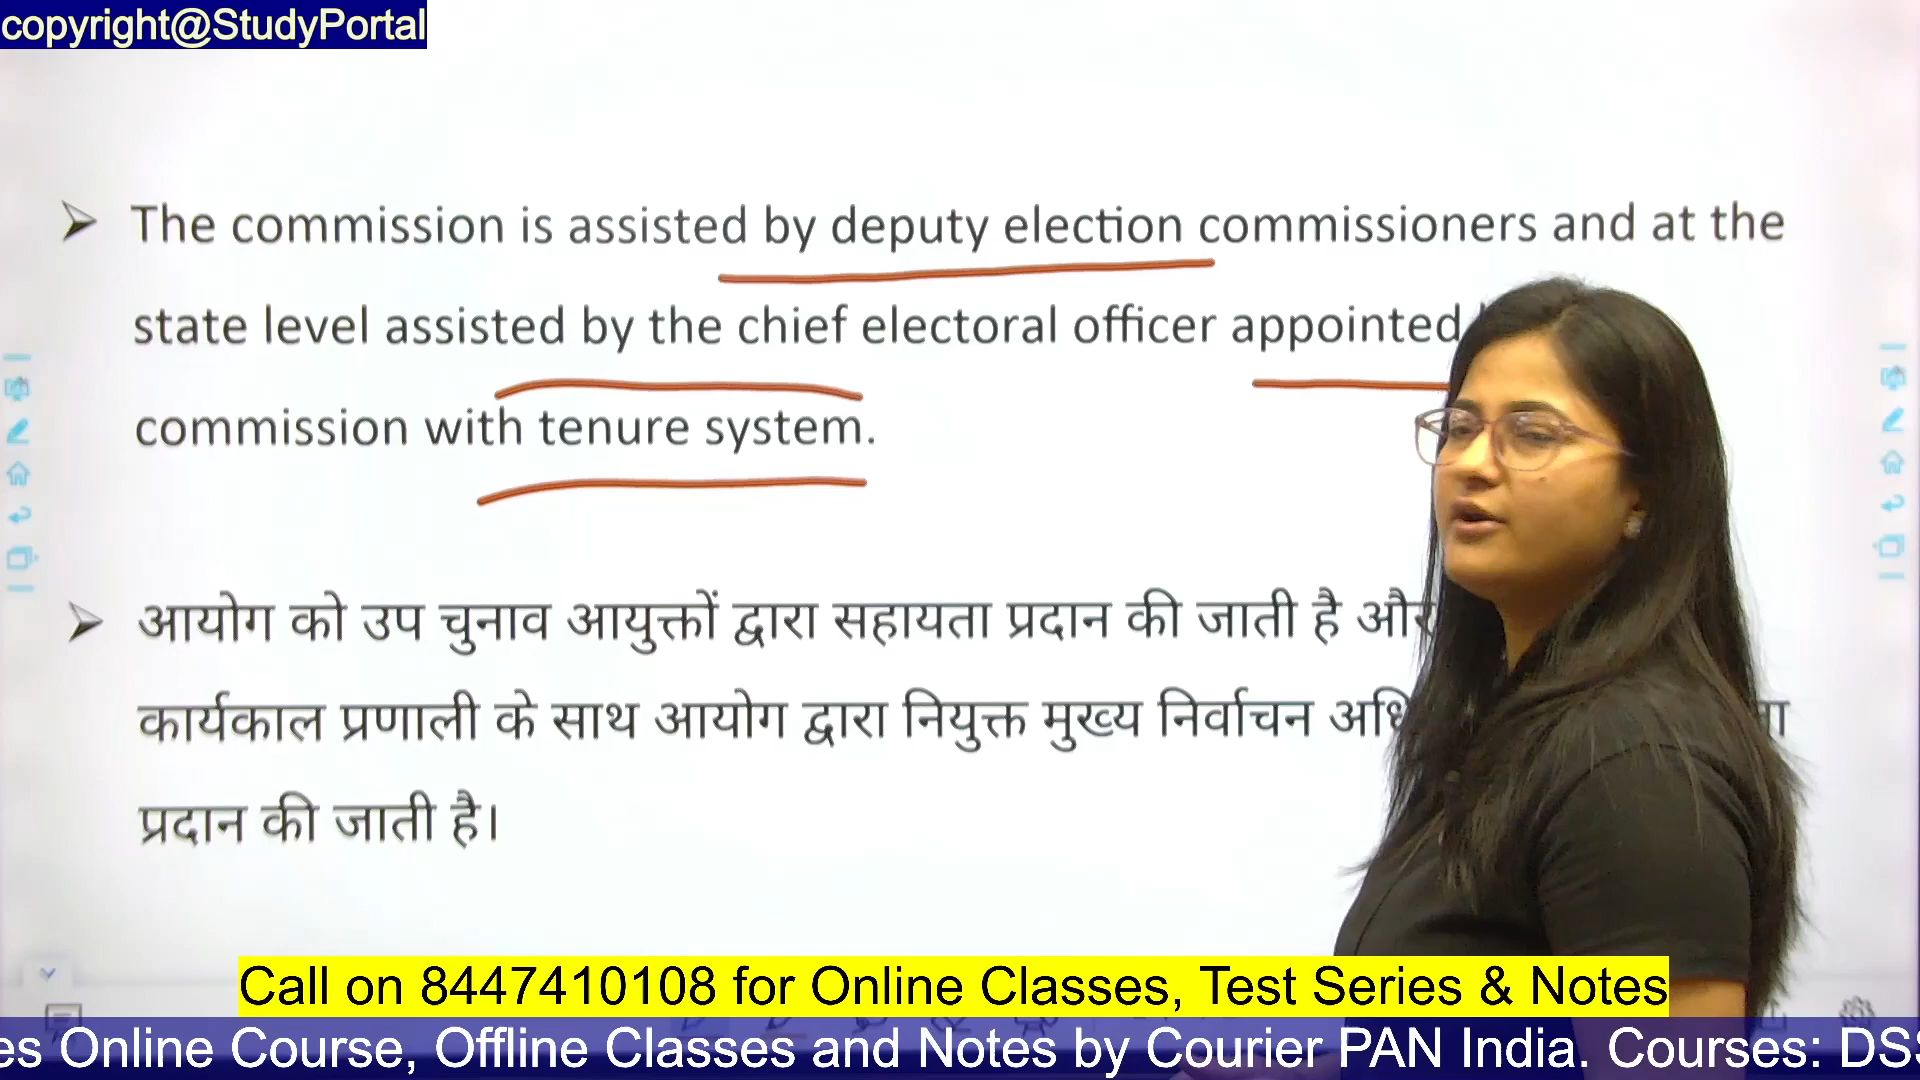 copyright@StudyPortal
The commission is assisted by deputy election commissioners and at the
state level assisted by the chief electoral officer appointed
commission with tenure system.
आयोग को उप चुनाव आयुक्तों द्वारा सहायता प्रदान की जाती है और
कार्यकाल प्रणाली के साथ आयोग द्वारा नियुक्त मुख्य निर्वाचन
प्रदान की जाती है।
Call on 8447410108 for Online Classes, Test Series & Notes
es Online Course, Offline Classes and Notes by Courier PAN India. Courses: DSS